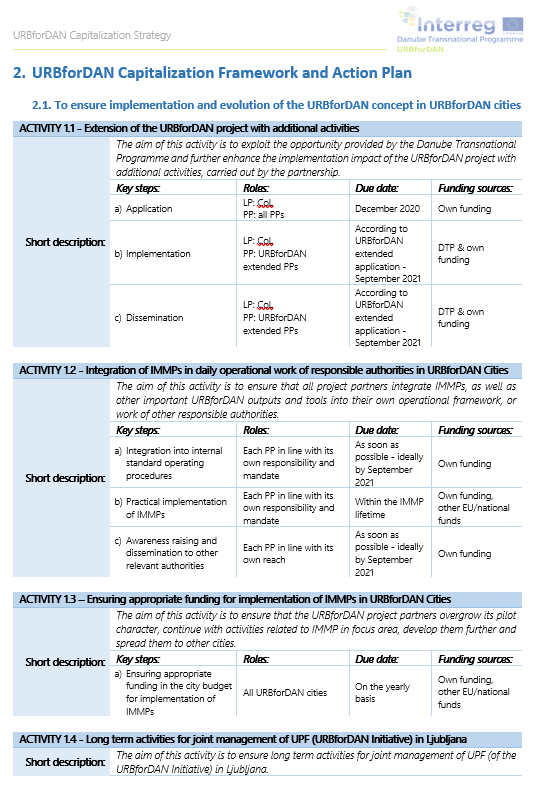 URBforDAN Capitalization Strategy
Interreg
Danube Transnational Programme
URBforDAN
2. URBforDAN Capitalization Framework and Action Plan
2.1. To ensure implementation and evolution of the URBforDAN concept in URBforDAN cities
ACTIVITY 1.1 - Extension of the URBforDAN project with additional activities
Short description:
The aim of this activity is to exploit the opportunity provided by the Danube Transnational
Programme and further enhance the implementation impact of the URBforDAN project with
additional activities, carried out by the partnership.
Key steps: Roles: Due date: Funding sources:
a) Application
LP: CoL
PP: all PPs
December 2020
Own funding
b) Implementation
LP: CoL
PP: URBforDAN
extended PPs
According to
URBforDAN
extended
application -
September 2021
DTP & own
funding
c) Dissemination
LP: CoL
PP: URBforDAN
extended PPs
According to
URBforDAN
extended
application -
September 2021
DTP & own
funding
ACTIVITY 1.2 - Integration of IMMPs in daily operational work of responsible authorities in URBforDAN Cities
Short description:
The aim of this activity is to ensure that all project partners integrate IMMPs, as well as
other important URBforDAN outputs and tools into their own operational framework, or
work of other responsible authorities.
Key steps: Roles: Due date: Funding sources:
a) Integration into internal
standard operating
procedures
Each PP in line with its
own responsibility and
mandate
As soon as
possible - ideally
by September
2021
Own funding
b) Practical implementation
of IMMPs
Each PP in line with its
own responsibility and
mandate
Within the IMMP
lifetime
Own funding,
other EU/national
funds
c) Awareness raising and
dissemination to other
relevant authorities
Each PP in line with its
own reach
As soon as
possible - ideally
by September
2021
Own funding
ACTIVITY 1.3 – Ensuring appropriate funding for implementation of IMMPs in URBforDAN Cities
Short description:
The aim of this activity is to ensure that the URBforDAN project partners overgrow its pilot
character, continue with activities related to IMMP in focus area, develop them further and
spread them to other cities.
Key steps: Roles: Due date: Funding sources:
a) Ensuring appropriate
funding in the city budget
for implementation of
IMMPs
All URBforDAN cities
On the yearly
basis
Own funding,
other EU/national
funds
ACTIVITY 1.4 – Long term activities for joint management of UPF (URBforDAN Initiative) in Ljubljana
Short description:
The aim of this activity is to ensure long term activities for joint management of UPF (of the
URBforDAN Initiative) in Ljubljana.